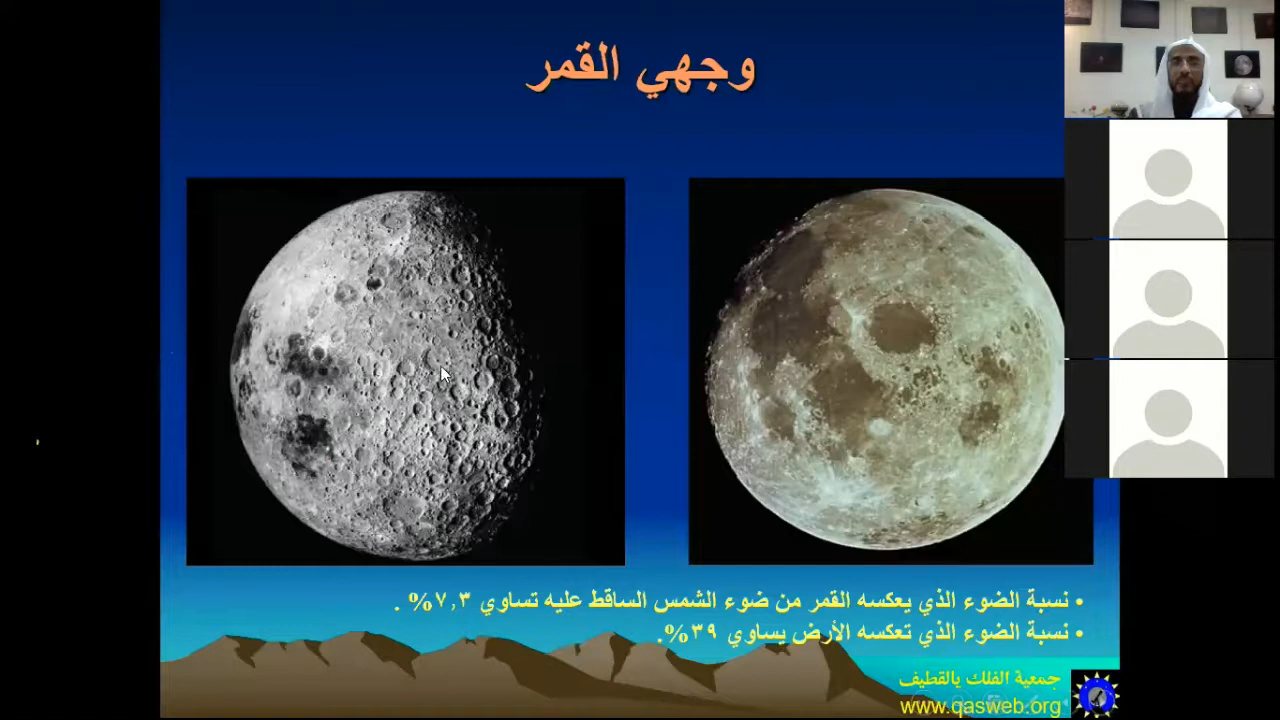 وجهي القمر
• نسبة الضوء الذي يعكسه القمر من ضوء الشمس الساقط عليه تساوي ٧,٣% .
• نسبة الضوء الذي تعكسه الأرض يساوي ٣٩%.
جمعية الفلك بالقطيف
www.qasweb.org